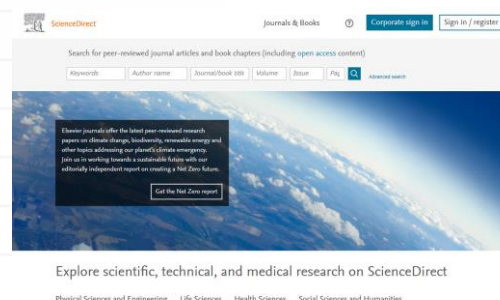 ScienceDirect
Journals & Books
Corporate sign in
Sign in / register
Search for peer-reviewed journal articles and book chapters (including open access content)
Keywords
Author name
Journal/book title
Volume
Issue
Advanced search
Elsevier journals offer the latest peer-reviewed research
papers on climate change, biodiversity, renewable energy and
other topics addressing our planet's climate emergency.
Join us in working towards a sustainable future with our
editorially independent report on creating a Net Zero future.
Get the Net Zero report
Explore scientific, technical, and medical research on ScienceDirect
Physical Sciences and Engineering Life Sciences Health Sciences Social Sciences and Humanities